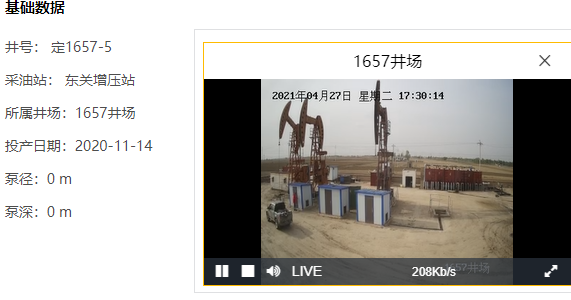 基础数据
井号： 定1657-5
采油站： 东关增压站
所属井场：1657井场
投产日期：2020-11-14
泵径：0 m
泵深：0 m
1657井场
2021年04月27日 星期二 17:30:14
1657井场
LIVE
208Kb/s